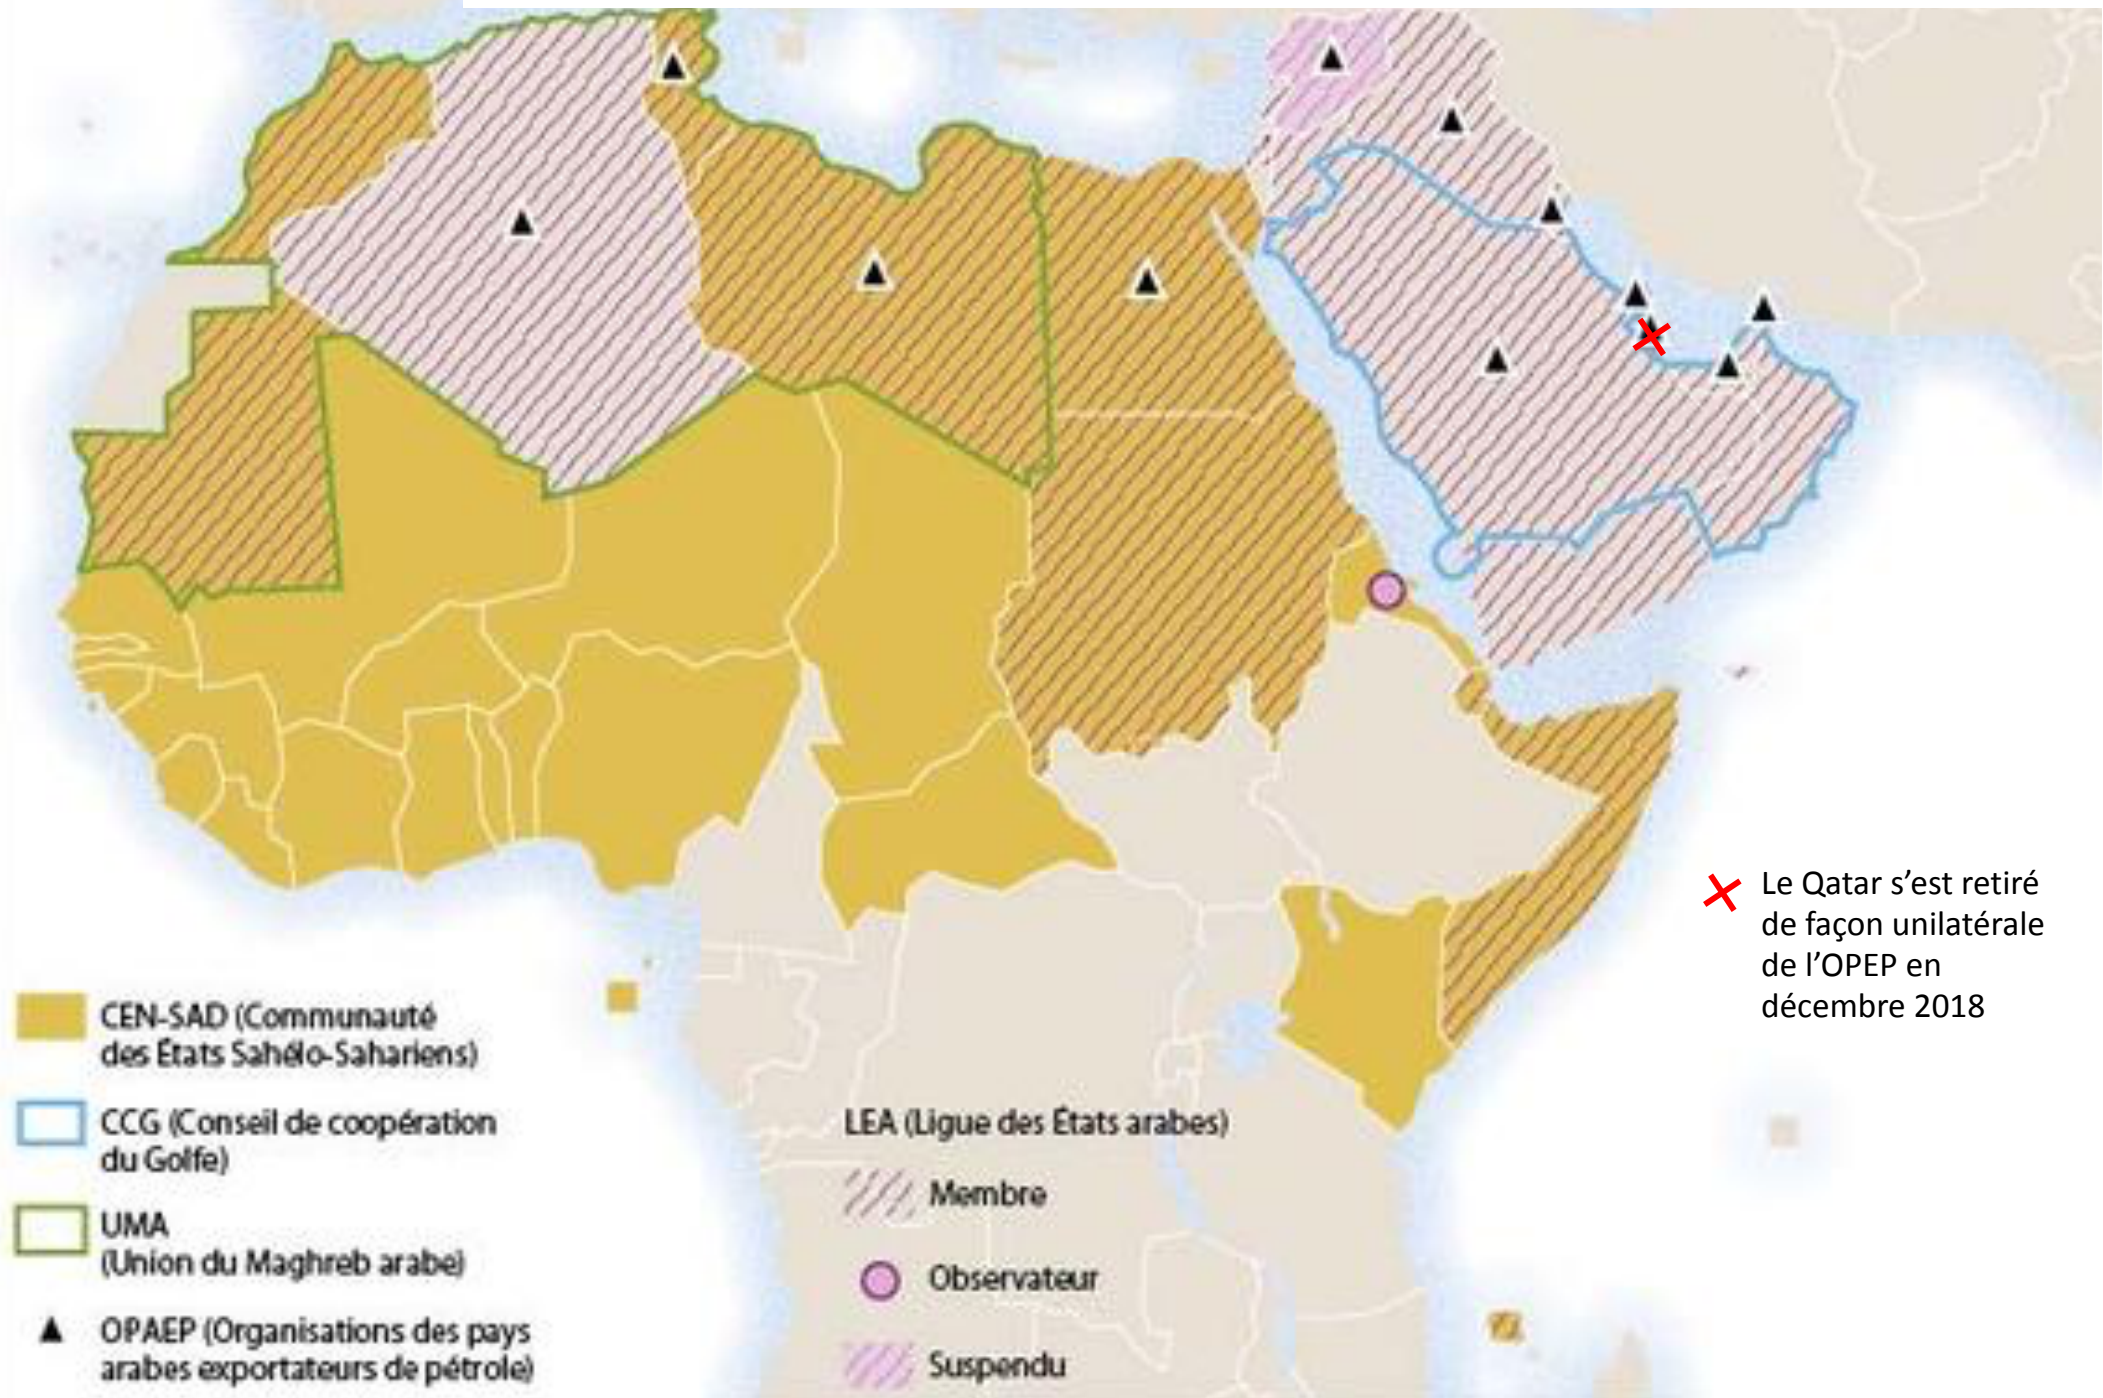 Le Qatar s’est retiré
de façon unilatérale
de l’OPEP en
décembre 2018
CEN-SAD (Communauté
des États Sahélo-Sahariens)
CCG (Conseil de coopération
du Golfe)
UMA
(Union du Maghreb arabe)
OPAEP (Organisations des pays
arabes exportateurs de pétrole)
LEA (Ligue des États arabes)
Membre
Observateur
Suspendu